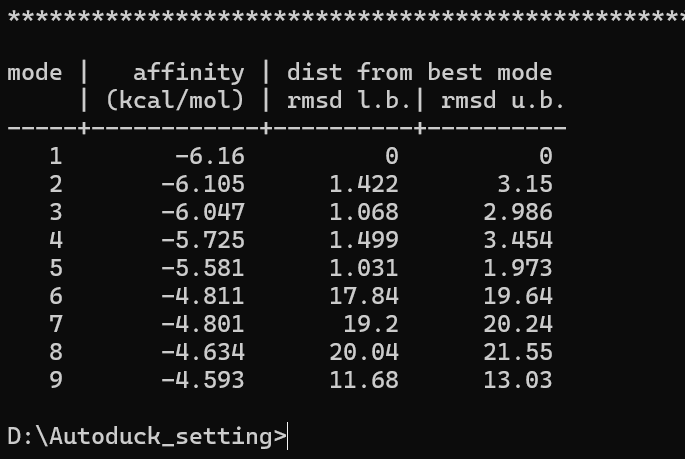 *************************************************
mode |   affinity | dist from best mode
     | (kcal/mol) | rmsd l.b.| rmsd u.b.
-----+------------+----------+----------
   1        -6.16          0          0
   2       -6.105      1.422       3.15
   3       -6.047      1.068      2.986
   4       -5.725      1.499      3.454
   5       -5.581      1.031      1.973
   6       -4.811      17.84      19.64
   7       -4.801       19.2      20.24
   8       -4.634      20.04      21.55
   9       -4.593      11.68      13.03
D:\Autoduck_setting>